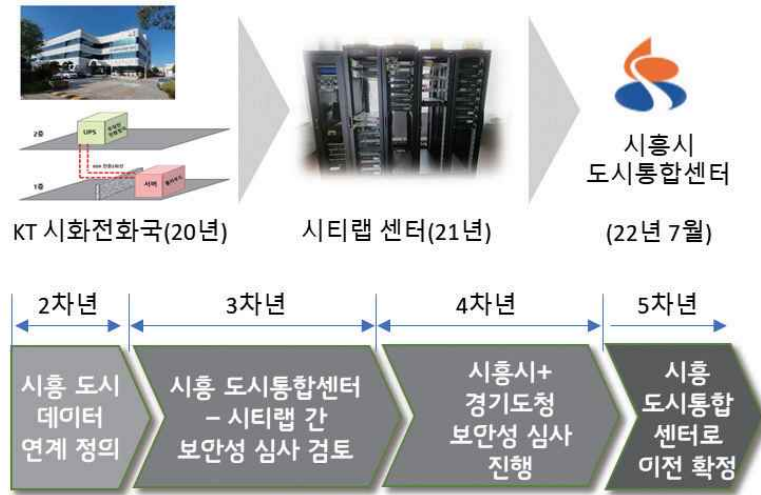 2층
UPS
1층
서버
시흥시
도시통합센터
KT 시화전화국(20년)
시티랩 센터(21년)
(22년 7월)
2차년
3차년
4차년
5차년
시흥 도시
데이터
연계 정의
시흥 도시통합센터
– 시티랩 간
보안성 심사 검토
시흥시+
경기도청
보안성 심사
진행
시흥
도시통합
센터로
이전 확정